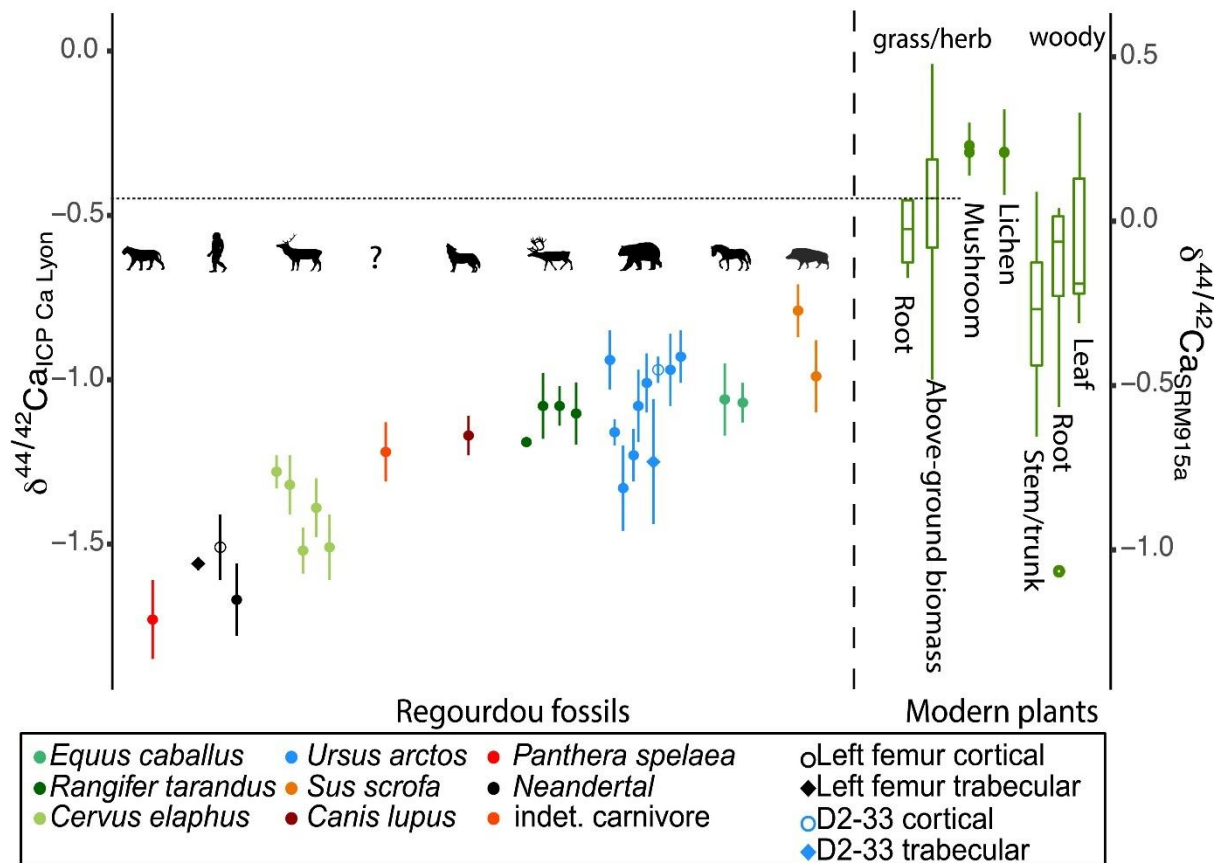 grass/herb woody
0.0
−0.5
−1.0
−1.5
δ44/42CaICP Ca Lyon
?
Root
Above-ground biomass
Mushroom
Lichen
Stem/trunk
Root
Leaf
0.5
0.0
−0.5
−1.0
δ44/42CaSRM915a
Regourdou fossils Modern plants
Equus caballus Ursus arctos Panthera spelaea Left femur cortical
Rangifer tarandus Sus scrofa Neandertal Left femur trabecular
Cervus elaphus Canis lupus indet. carnivore D2-33 cortical
D2-33 trabecular